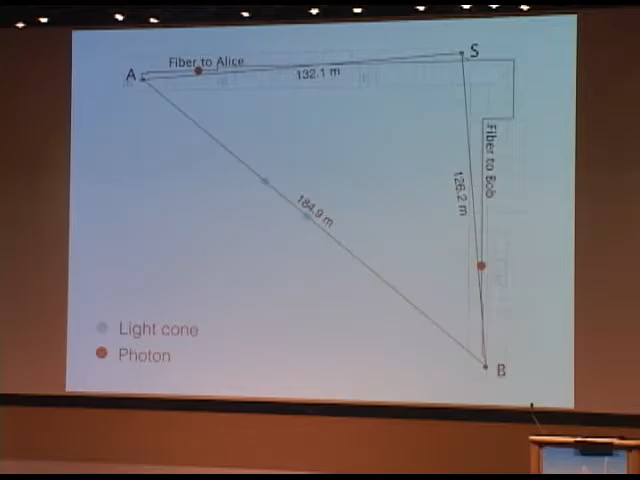 A
Fiber to Alice
132.1 m
S
Fiber to Bob
126.2 m
184.9 m
Light cone
Photon
B